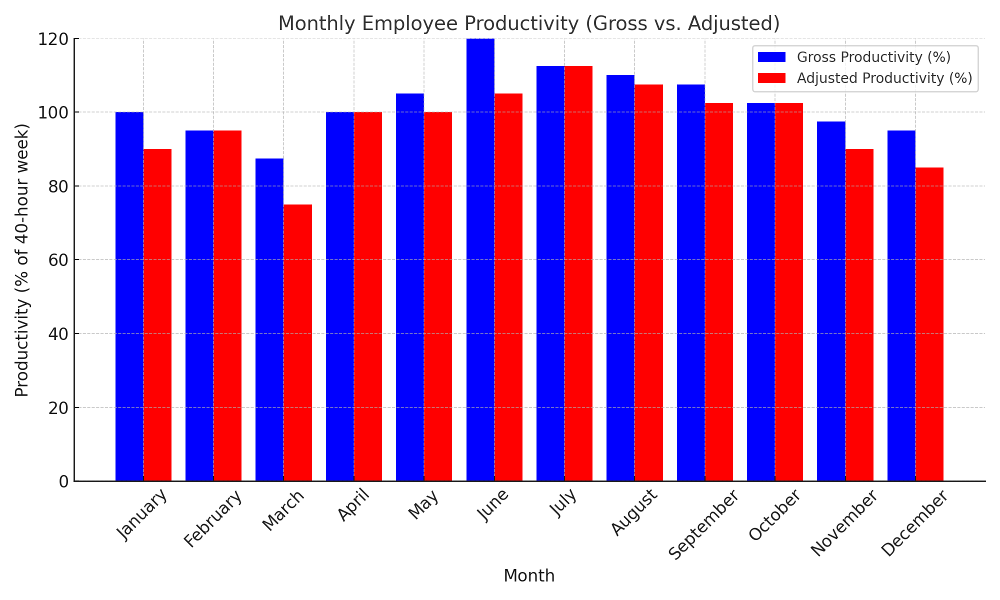 Monthly Employee Productivity (Gross vs. Adjusted)
Gross Productivity (%)
Adjusted Productivity (%)
Productivity (% of 40-hour week)
120
100
80
60
40
20
0
January
February
March
April
May
June
July
August
September
October
November
December
Month